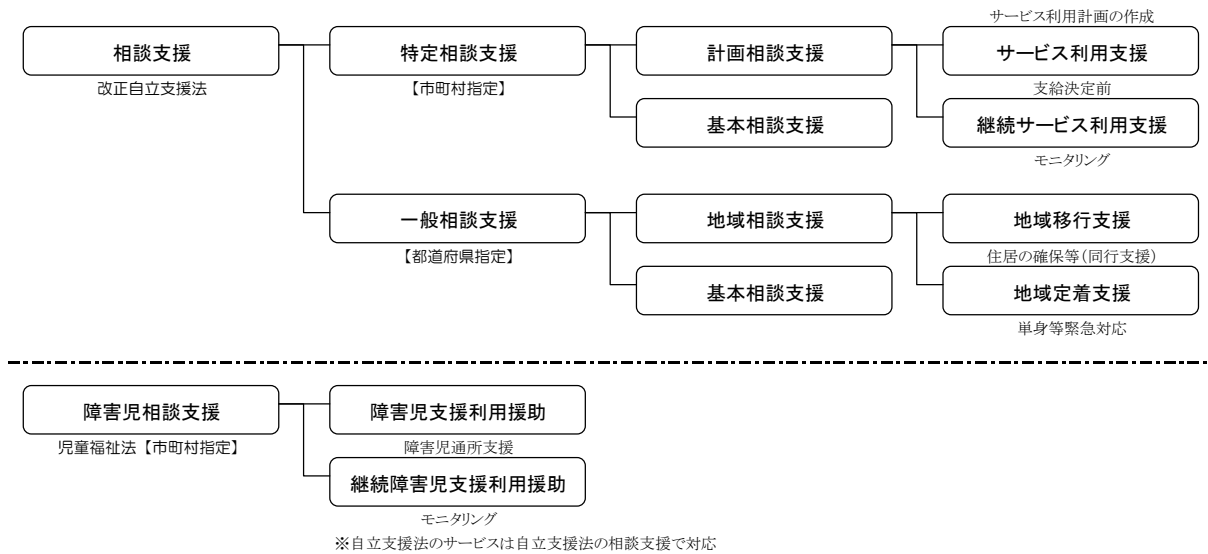 サービス利用計画の作成
相談支援
特定相談支援
計画相談支援
サービス利用支援
改正自立支援法
【市町村指定】
支給決定前
基本相談支援
継続サービス利用支援
モニタリング
一般相談支援
地域相談支援
地域移行支援
【都道府県指定】
住居の確保等(同行支援)
基本相談支援
地域定着支援
単身等緊急対応
障害児相談支援
障害児支援利用援助
児童福祉法【市町村指定】
障害児通所支援
継続障害児支援利用援助
モニタリング
※自立支援法のサービスは自立支援法の相談支援で対応